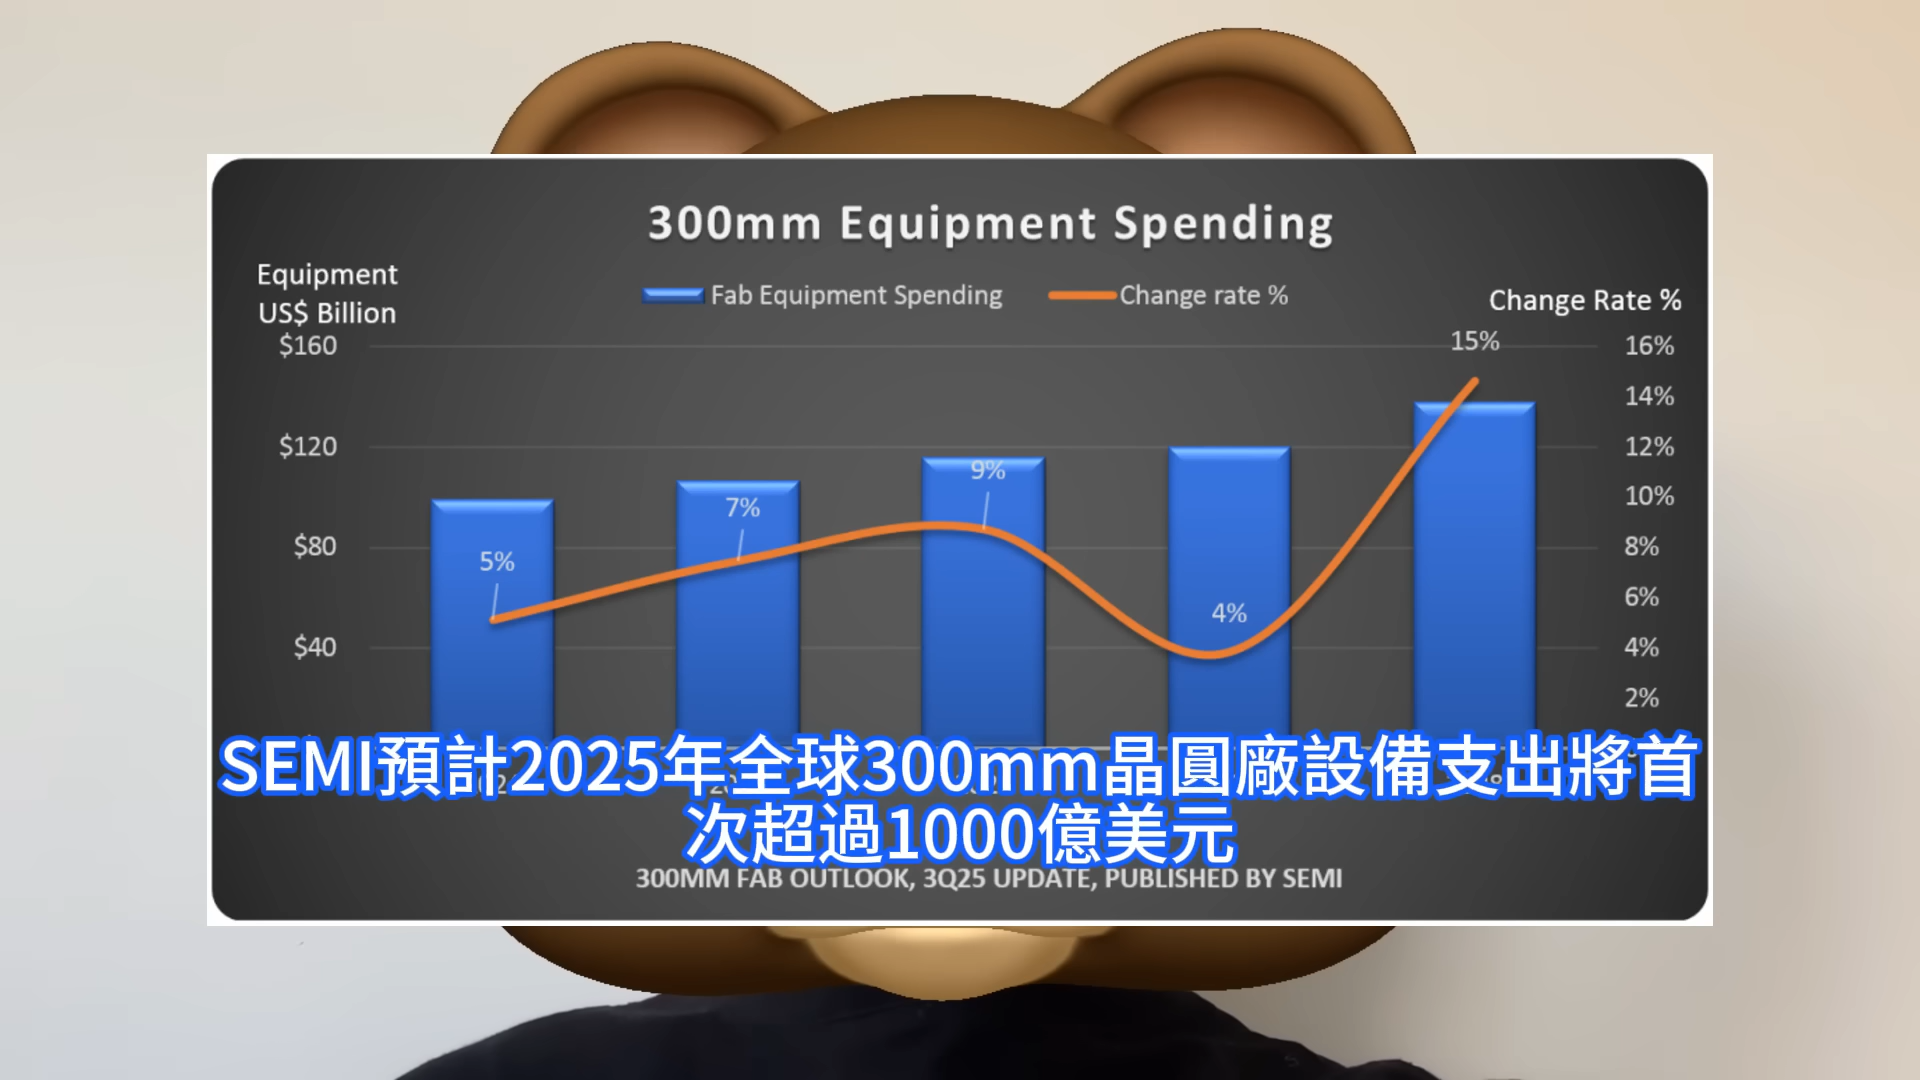 300mm Equipment Spending
Equipment
US$ Billion
Fab Equipment Spending
Change rate %
Change Rate %
$160
$120
$80
$40
16%
14%
12%
10%
8%
6%
4%
2%
5%
7%
9%
4%
15%
SEMI預計2025年全球300mm晶圓廠設備支出將首
次超過1000億美元
300MM FAB OUTLOOK, 3Q25 UPDATE, PUBLISHED BY SEMI